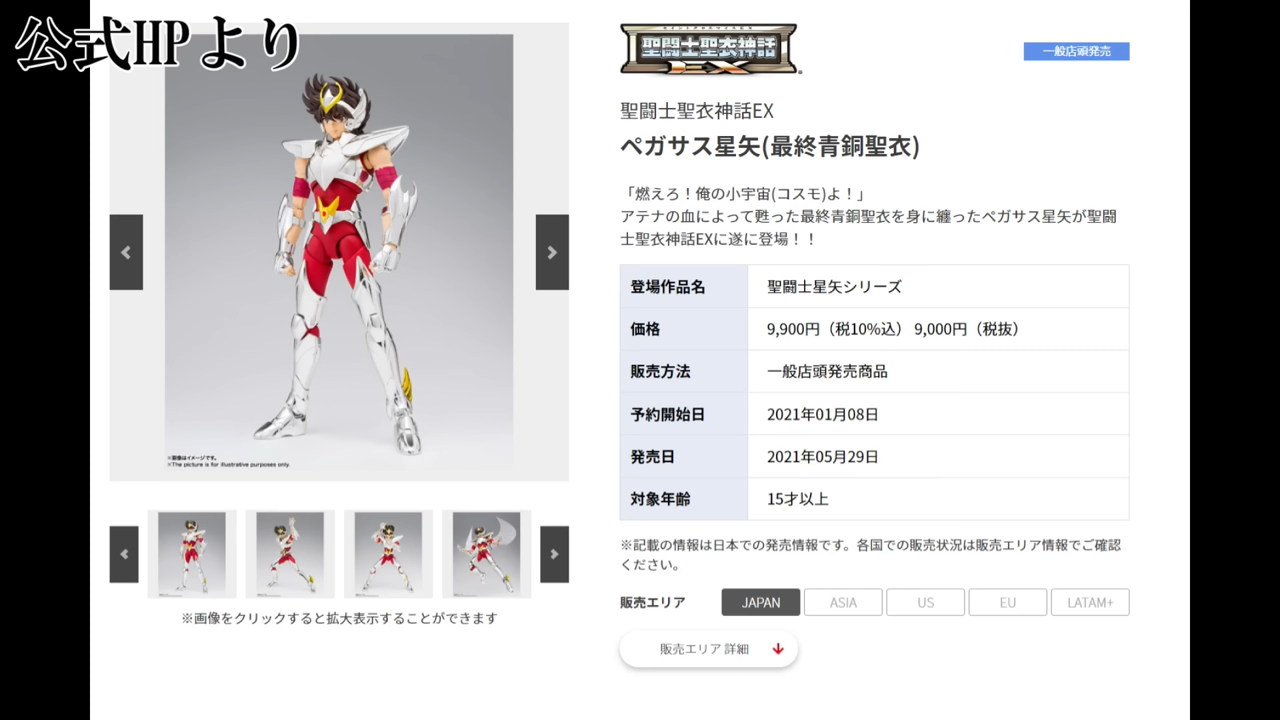 公式HPより
聖闘士聖衣神話
EX
一般店頭発売
聖闘士聖衣神話EX
ペガサス星矢(最終青銅聖衣)
「燃えろ！俺の小宇宙(コスモ)よ！」
アテナの血によって甦った最終青銅聖衣を身に纏ったペガサス星矢が聖闘
士聖衣神話EXに遂に登場！！
登場作品名 聖闘士星矢シリーズ
価格 9,900円（税10%込） 9,000円（税抜）
販売方法 一般店頭発売商品
予約開始日 2021年01月08日
発売日 2021年05月29日
対象年齢 15才以上
※画像はイメージです。
※The picture is for illustrative purposes only.
※画像をクリックすると拡大表示することができます
※記載の情報は日本での発売情報です。各国での販売状況は販売エリア情報でご確認
ください。
販売エリア JAPAN ASIA US EU LATAM+
販売エリア 詳細